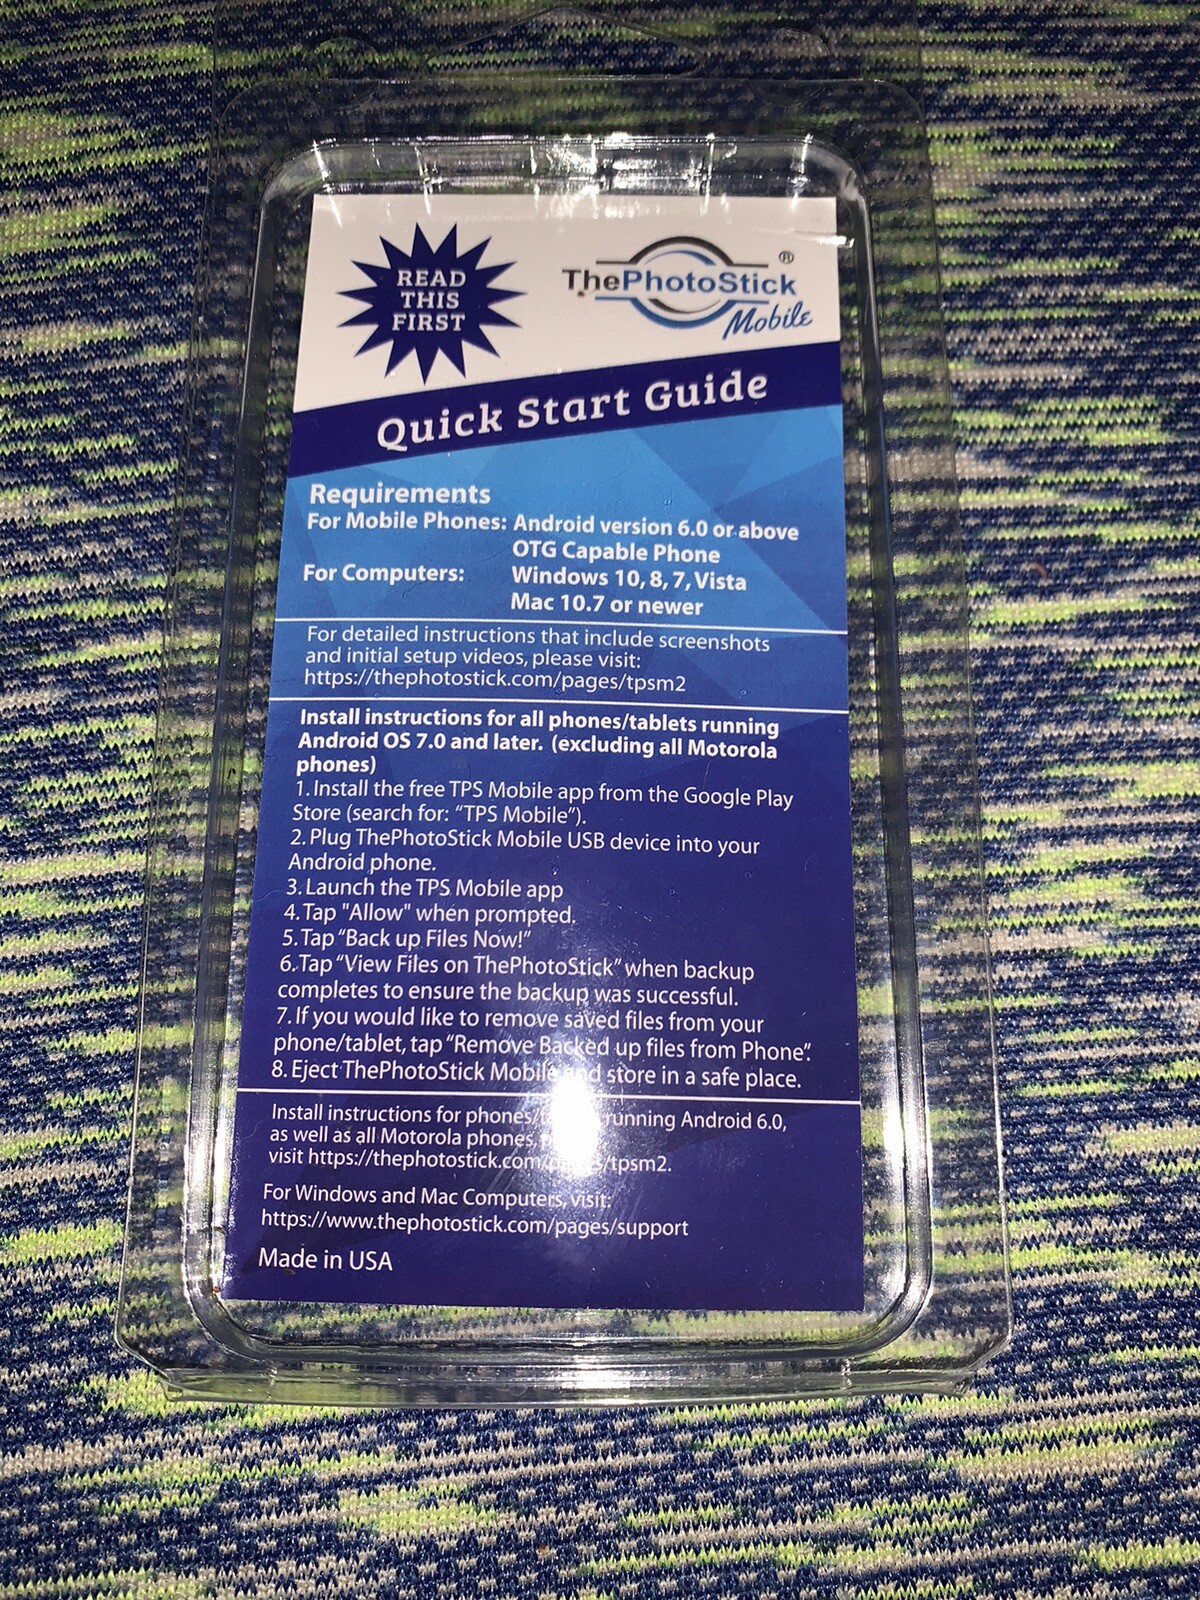 READ
THIS
FIRST
ThePhotoStick®
Mobile
Quick Start Guide
Requirements
For Mobile Phones: Android version 6.0 or above
OTG Capable Phone
For Computers: Windows 10, 8, 7, Vista
Mac 10.7 or newer
For detailed instructions that include screenshots
and initial setup videos, please visit:
https://thephotostick.com/pages/tpsm2
Install instructions for all phones/tablets running
Android OS 7.0 and later. (excluding all Motorola
phones)
1. Install the free TPS Mobile app from the Google Play
Store (search for: “TPS Mobile”).
2. Plug ThePhotoStick Mobile USB device into your
Android phone.
3. Launch the TPS Mobile app
4. Tap "Allow" when prompted.
5. Tap “Back up Files Now!”
6. Tap “View Files on ThePhotoStick” when backup
completes to ensure the backup was successful.
7. If you would like to remove saved files from your
phone/tablet, tap “Remove Backed up files from Phone”.
8. Eject ThePhotoStick Mobile and store in a safe place.
Install instructions for phones/ running Android 6.0,
as well as all Motorola phones,
visit https://thephotostick.com/pages/tpsm2.
For Windows and Mac Computers, visit:
https://www.thephotostick.com/pages/support
Made in USA